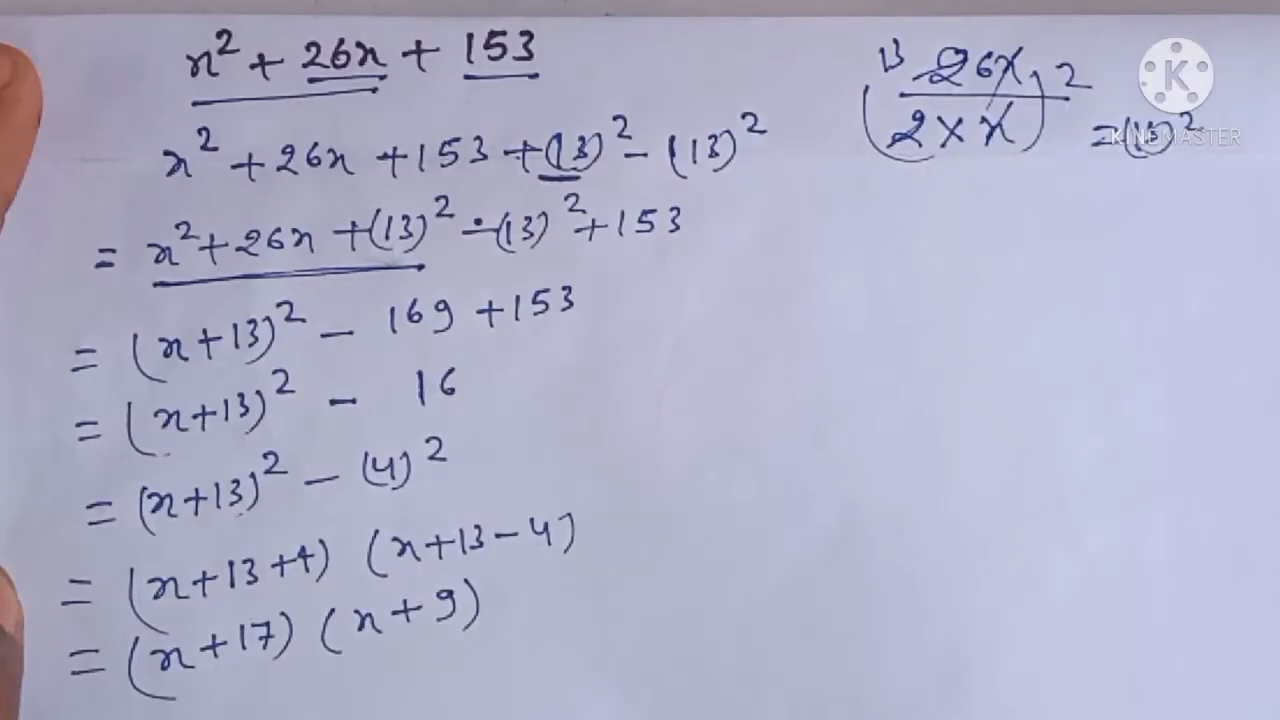 x² + 26x + 153
x² + 26x + 153 + (13)² - (13)²
= x² + 26x + (13)² - (13)² + 153
= (x+13)² - 169 + 153
= (x+13)² - 16
= (x+13)² - (4)²
= (x+13+4) (x+13-4)
= (x+17) (x+9)
13
(26x / 2×x)² = (13)²
K
KINEMASTER